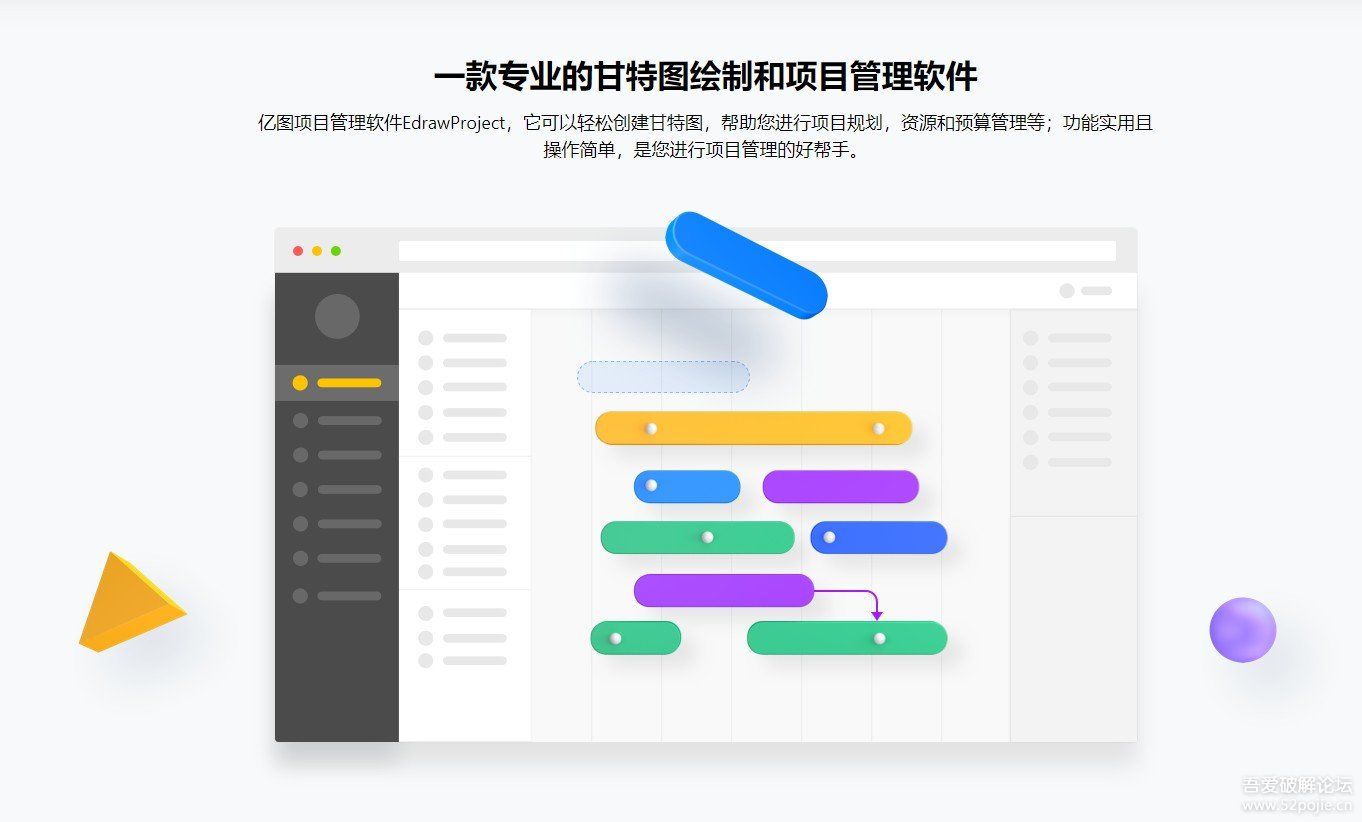 一款专业的甘特图绘制和项目管理软件
亿图项目管理软件EdrawProject，它可以轻松创建甘特图，帮助您进行项目规划，资源和预算管理等；功能实用且
操作简单，是您进行项目管理的好帮手。
吾爱破解论坛
www.52pojie.cn